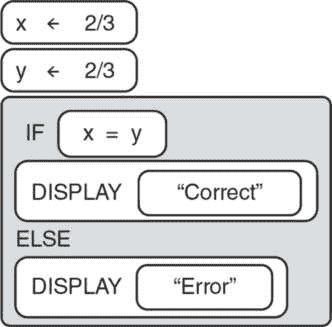 x ← 2/3
y ← 2/3
IF x = y
DISPLAY “Correct”
ELSE
DISPLAY “Error”